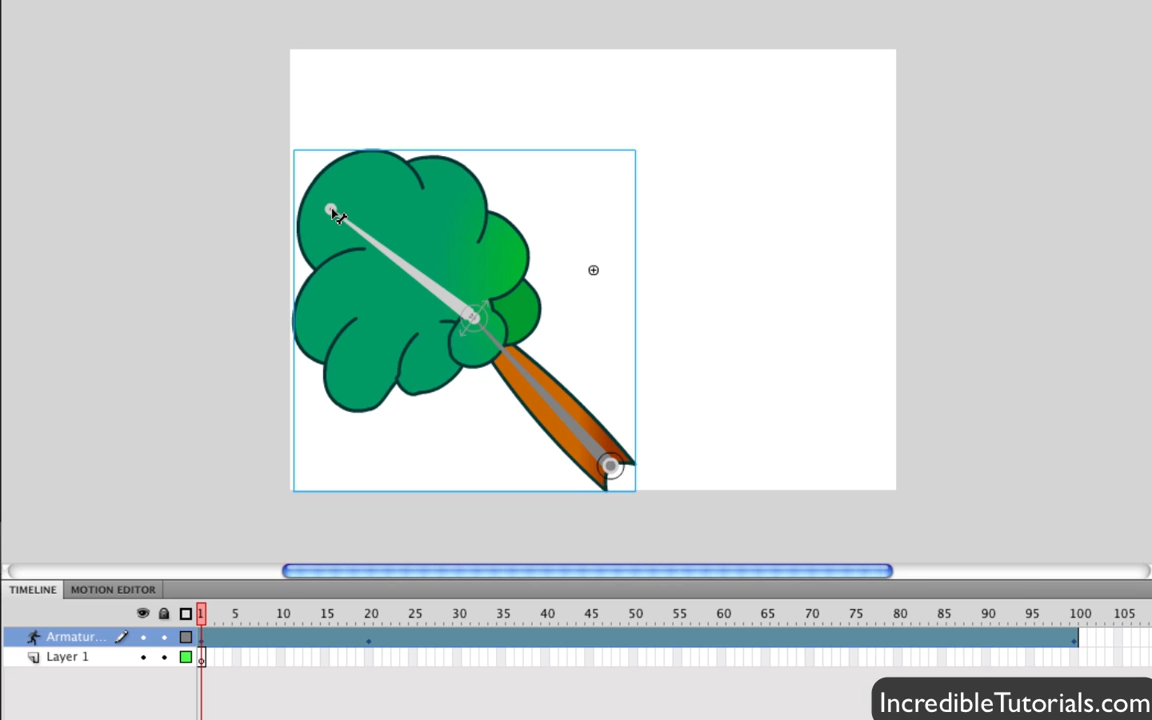 TIMELINE MOTION EDITOR
1 5 10 15 20 25 30 35 40 45 50 55 60 65 70 75 80 85 90 95 100 105
Armatur...
Layer 1
IncredibleTutorials.com